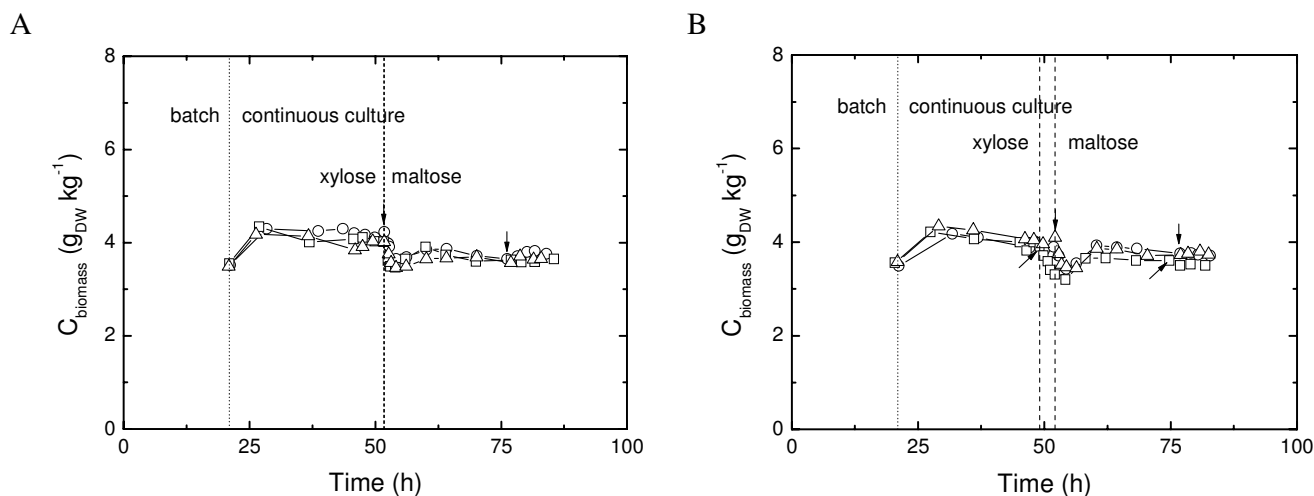 A
8
6
4
2
0
C_biomass (g_DW kg^-1)
batch
continuous culture
xylose
maltose
0
25
50
75
100
Time (h)
B
8
6
4
2
0
C_biomass (g_DW kg^-1)
batch
continuous culture
xylose
maltose
0
25
50
75
100
Time (h)